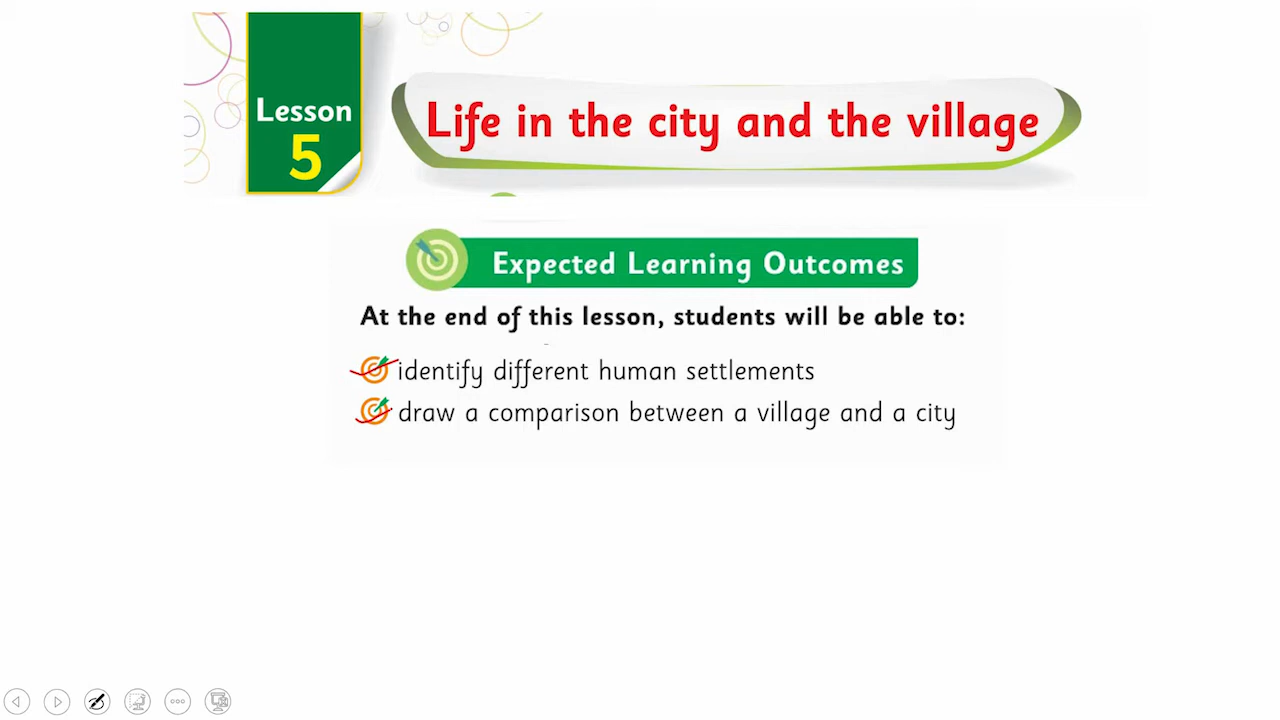 Lesson
5
Life in the city and the village
Expected Learning Outcomes
At the end of this lesson, students will be able to:
identify different human settlements
draw a comparison between a village and a city